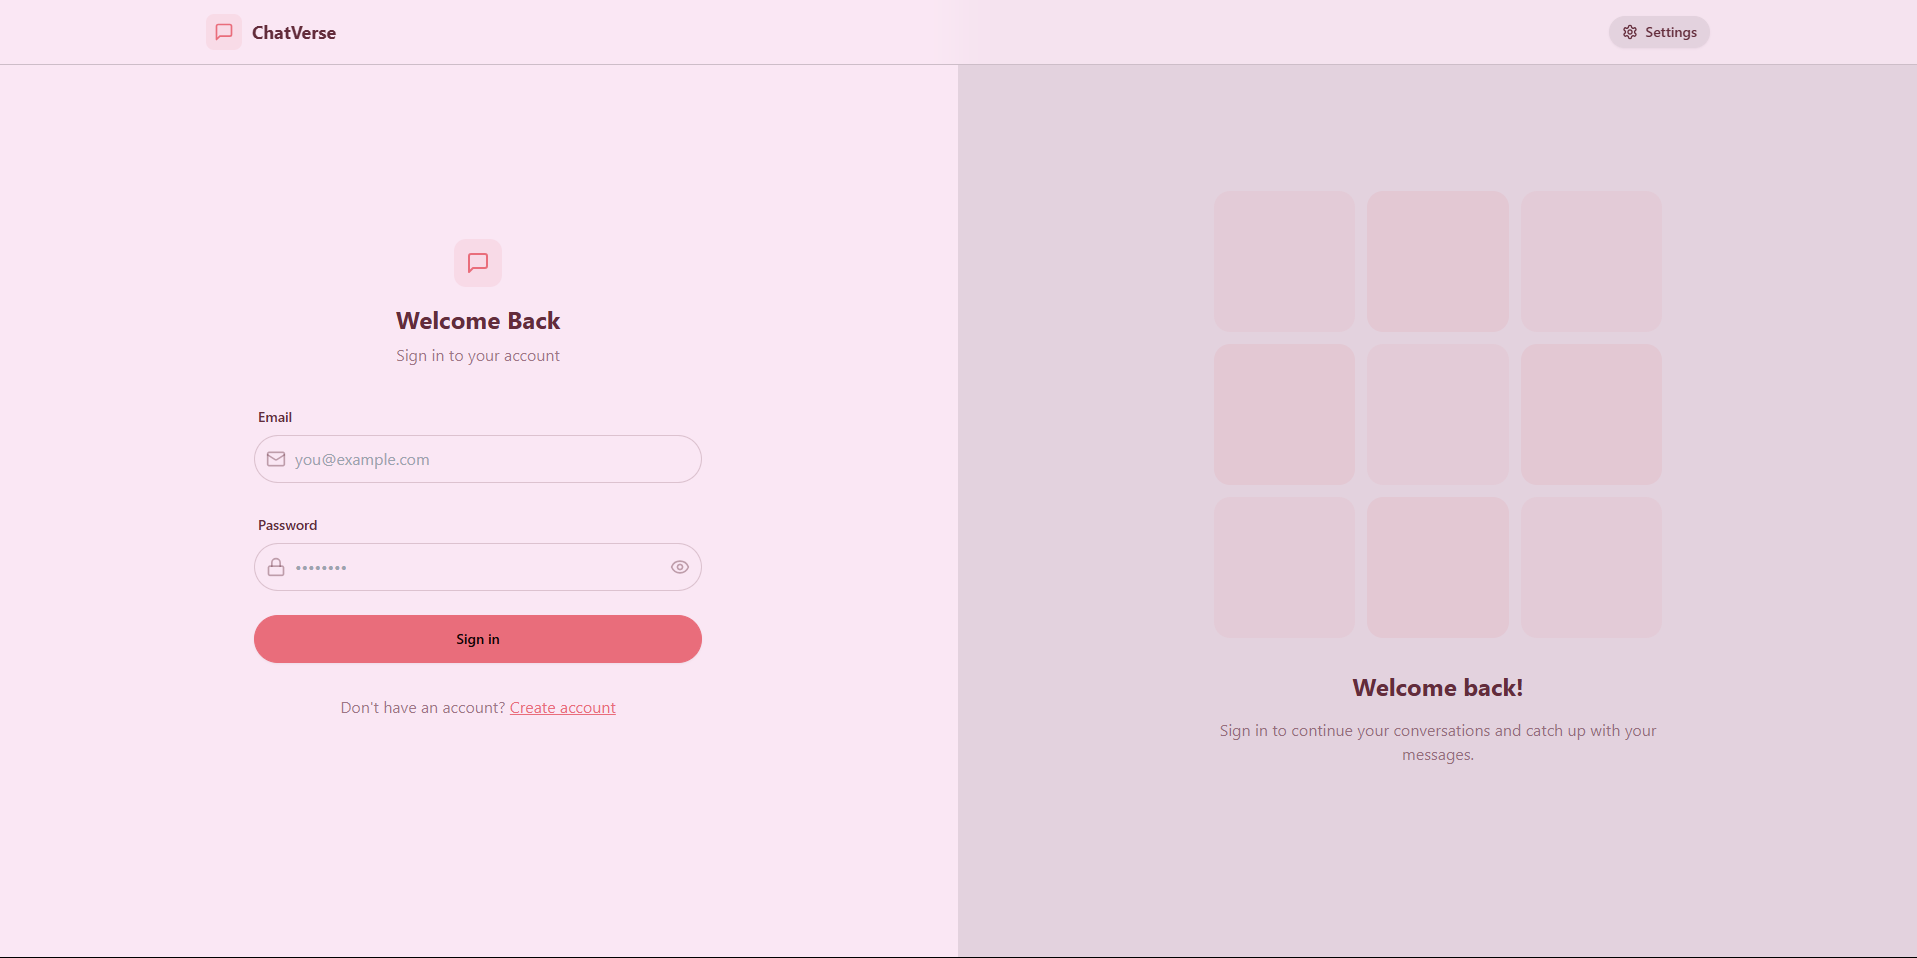 ChatVerse
Settings
Welcome Back
Sign in to your account
Email
you@example.com
Password
••••••••
Sign in
Don't have an account? Create account
Welcome back!
Sign in to continue your conversations and catch up with your
messages.